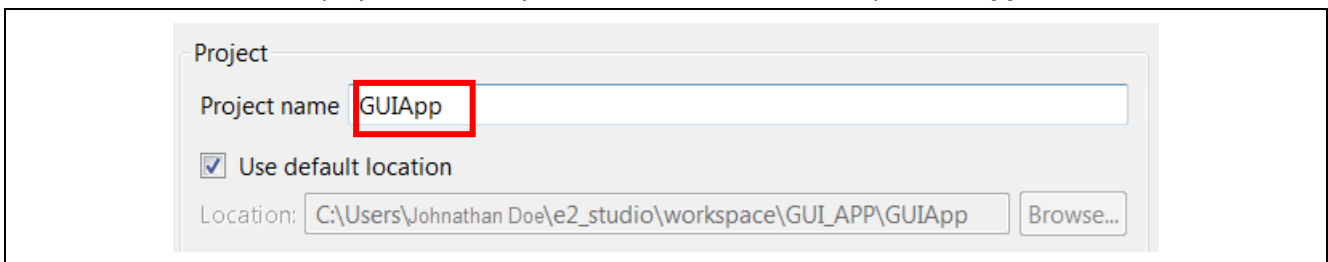 Project
Project name GUIApp
Use default location
Location: C:\Users\Johnathan Doe\e2_studio\workspace\GUI_APP\GUIApp Browse...